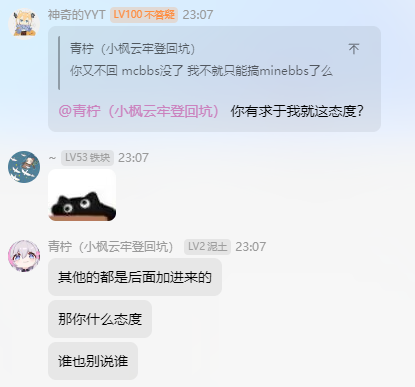 神奇的YYT LV100 不答疑 23:07
青柠（小枫云牢登回坑）
你又不回 mcbbs没了 我不就只能搞minebbs了么
@青柠（小枫云牢登回坑） 你有求于我就这态度?
~ LV53 铁块 23:07
青柠（小枫云牢登回坑） LV2 泥土 23:07
其他的都是后面加进来的
那你什么态度
谁也别说谁